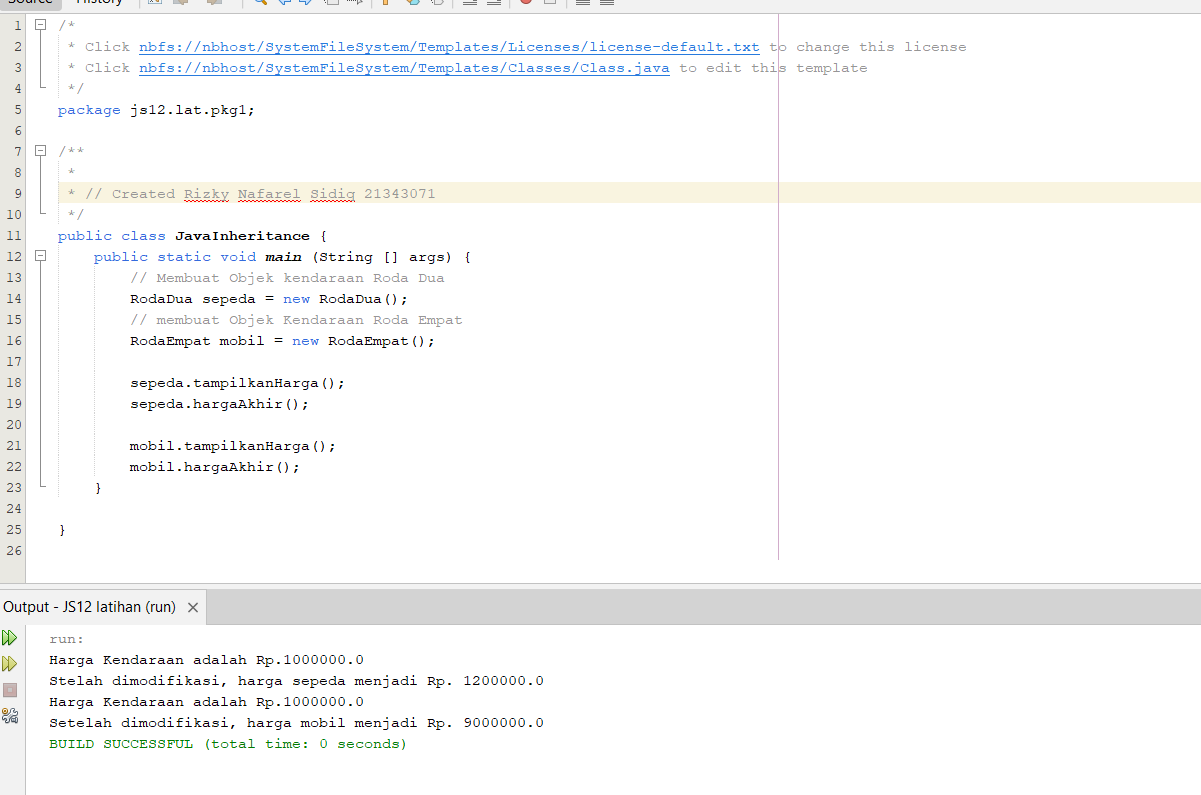 Source History
1 /*
2 * Click nbfs://nbhost/SystemFileSystem/Templates/Licenses/license-default.txt to change this license
3 * Click nbfs://nbhost/SystemFileSystem/Templates/Classes/Class.java to edit this template
4 */
5 package js12.lat.pkg1;
6
7 /**
8 *
9 * // Created Rizky Nafarel Sidiq 21343071
10 */
11 public class JavaInheritance {
12 public static void main (String [] args) {
13 // Membuat Objek kendaraan Roda Dua
14 RodaDua sepeda = new RodaDua();
15 // membuat Objek Kendaraan Roda Empat
16 RodaEmpat mobil = new RodaEmpat();
17
18 sepeda.tampilkanHarga();
19 sepeda.hargaAkhir();
20
21 mobil.tampilkanHarga();
22 mobil.hargaAkhir();
23 }
24
25 }
26
Output - JS12 latihan (run)
run:
Harga Kendaraan adalah Rp.1000000.0
Stelah dimodifikasi, harga sepeda menjadi Rp. 1200000.0
Harga Kendaraan adalah Rp.1000000.0
Setelah dimodifikasi, harga mobil menjadi Rp. 9000000.0
BUILD SUCCESSFUL (total time: 0 seconds)